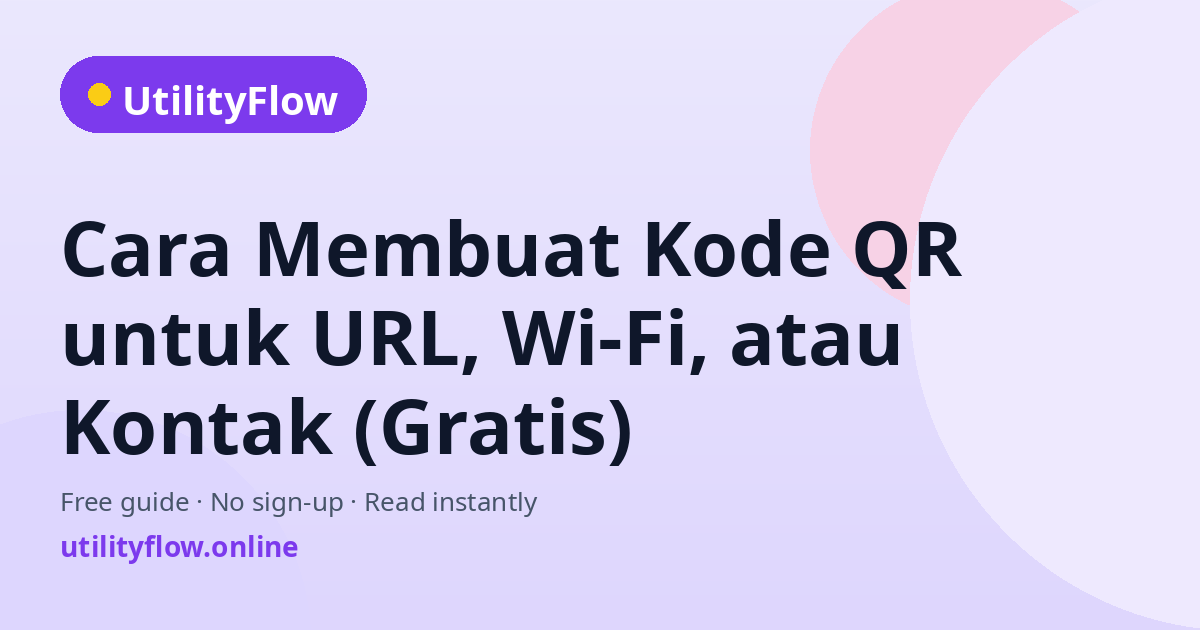 UtilityFlow
Cara Membuat Kode QR
untuk URL, Wi-Fi, atau
Kontak (Gratis)
Free guide · No sign-up · Read instantly
utilityflow.online